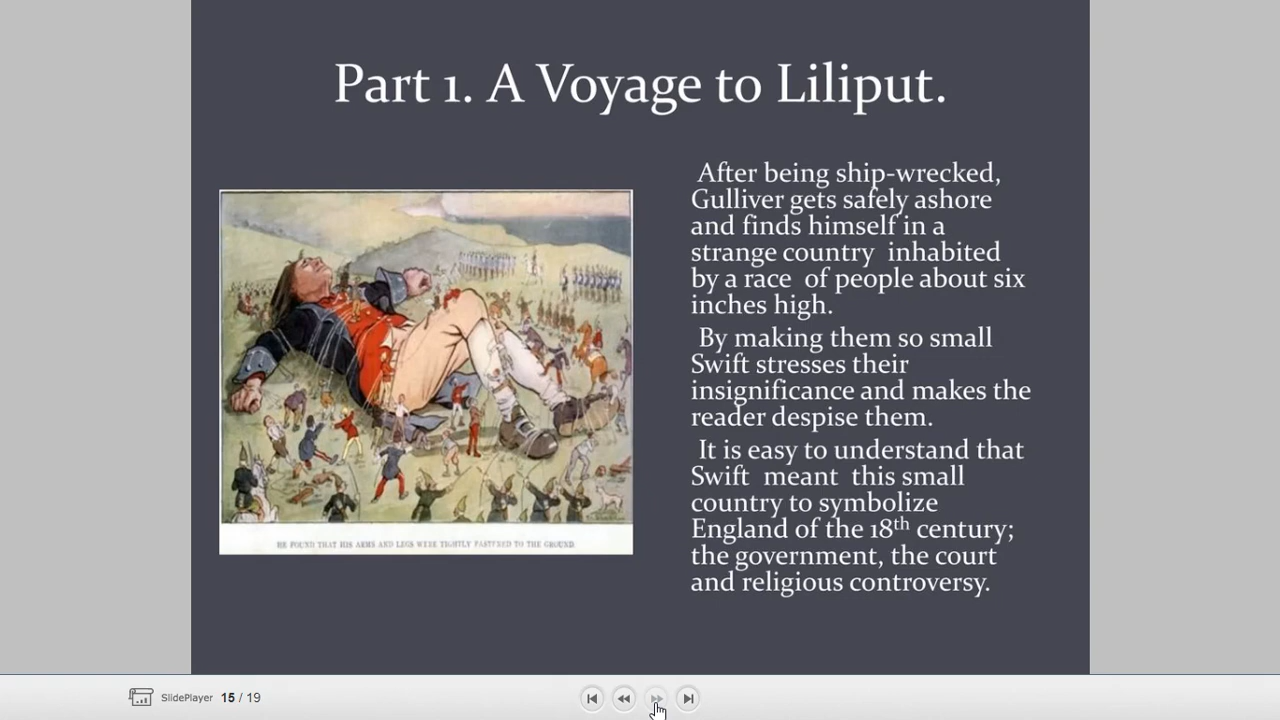 Part 1. A Voyage to Liliput.
After being ship-wrecked,
Gulliver gets safely ashore
and finds himself in a
strange country inhabited
by a race of people about six
inches high.
By making them so small
Swift stresses their
insignificance and makes the
reader despise them.
It is easy to understand that
Swift meant this small
country to symbolize
England of the 18th century;
the government, the court
and religious controversy.
HE FOUND THAT HIS ARMS AND LEGS WERE TIGHTLY FASTENED TO THE GROUND.
SlidePlayer 15 / 19